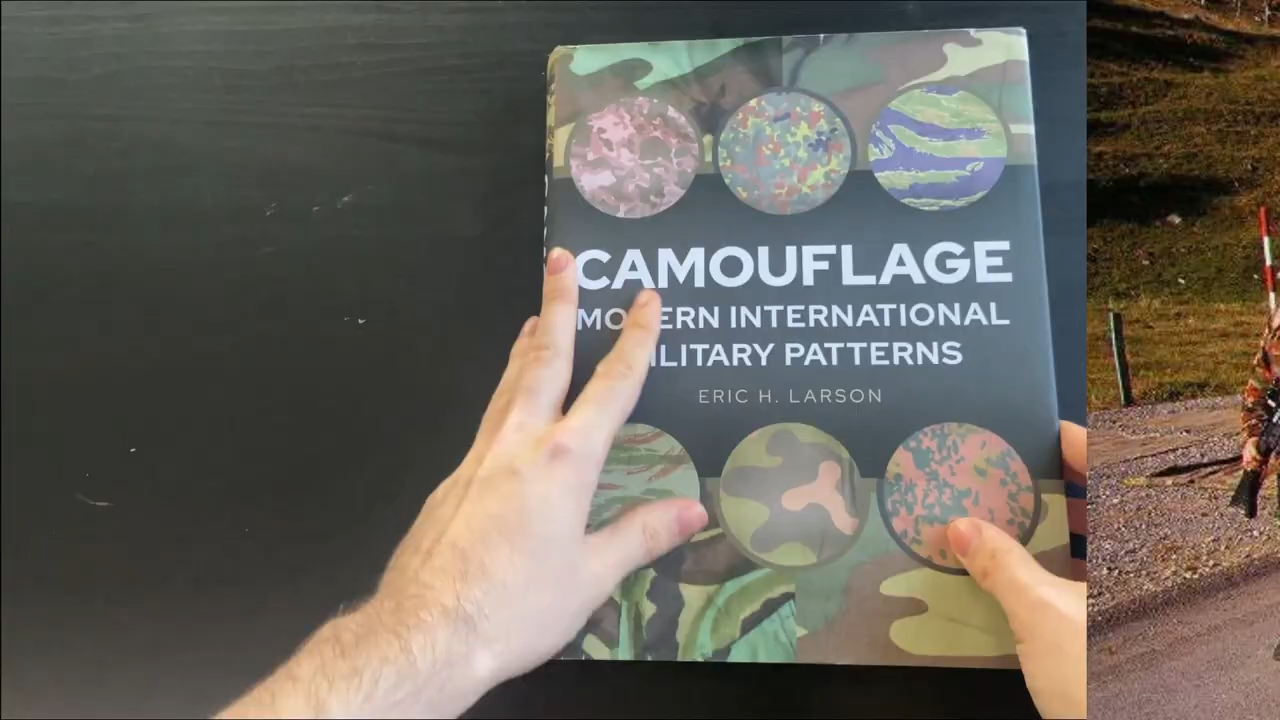 CAMOUFLAGE
MODERN INTERNATIONAL
MILITARY PATTERNS
ERIC H. LARSON